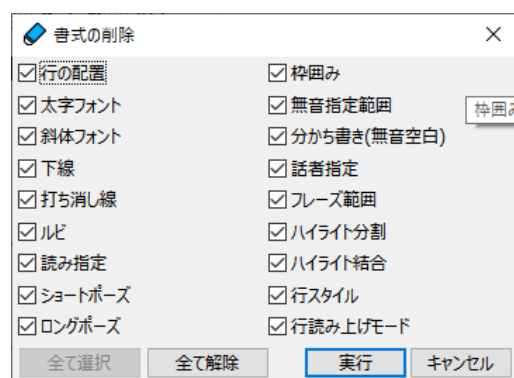 書式の削除
行の配置
枠囲み
太字フォント
無音指定範囲
枠囲み
斜体フォント
分かち書き(無音空白)
下線
話者指定
打ち消し線
フレーズ範囲
ルビ
ハイライト分割
読み指定
ハイライト結合
ショートポーズ
行スタイル
ロングポーズ
行読み上げモード
全て選択
全て解除
実行
キャンセル